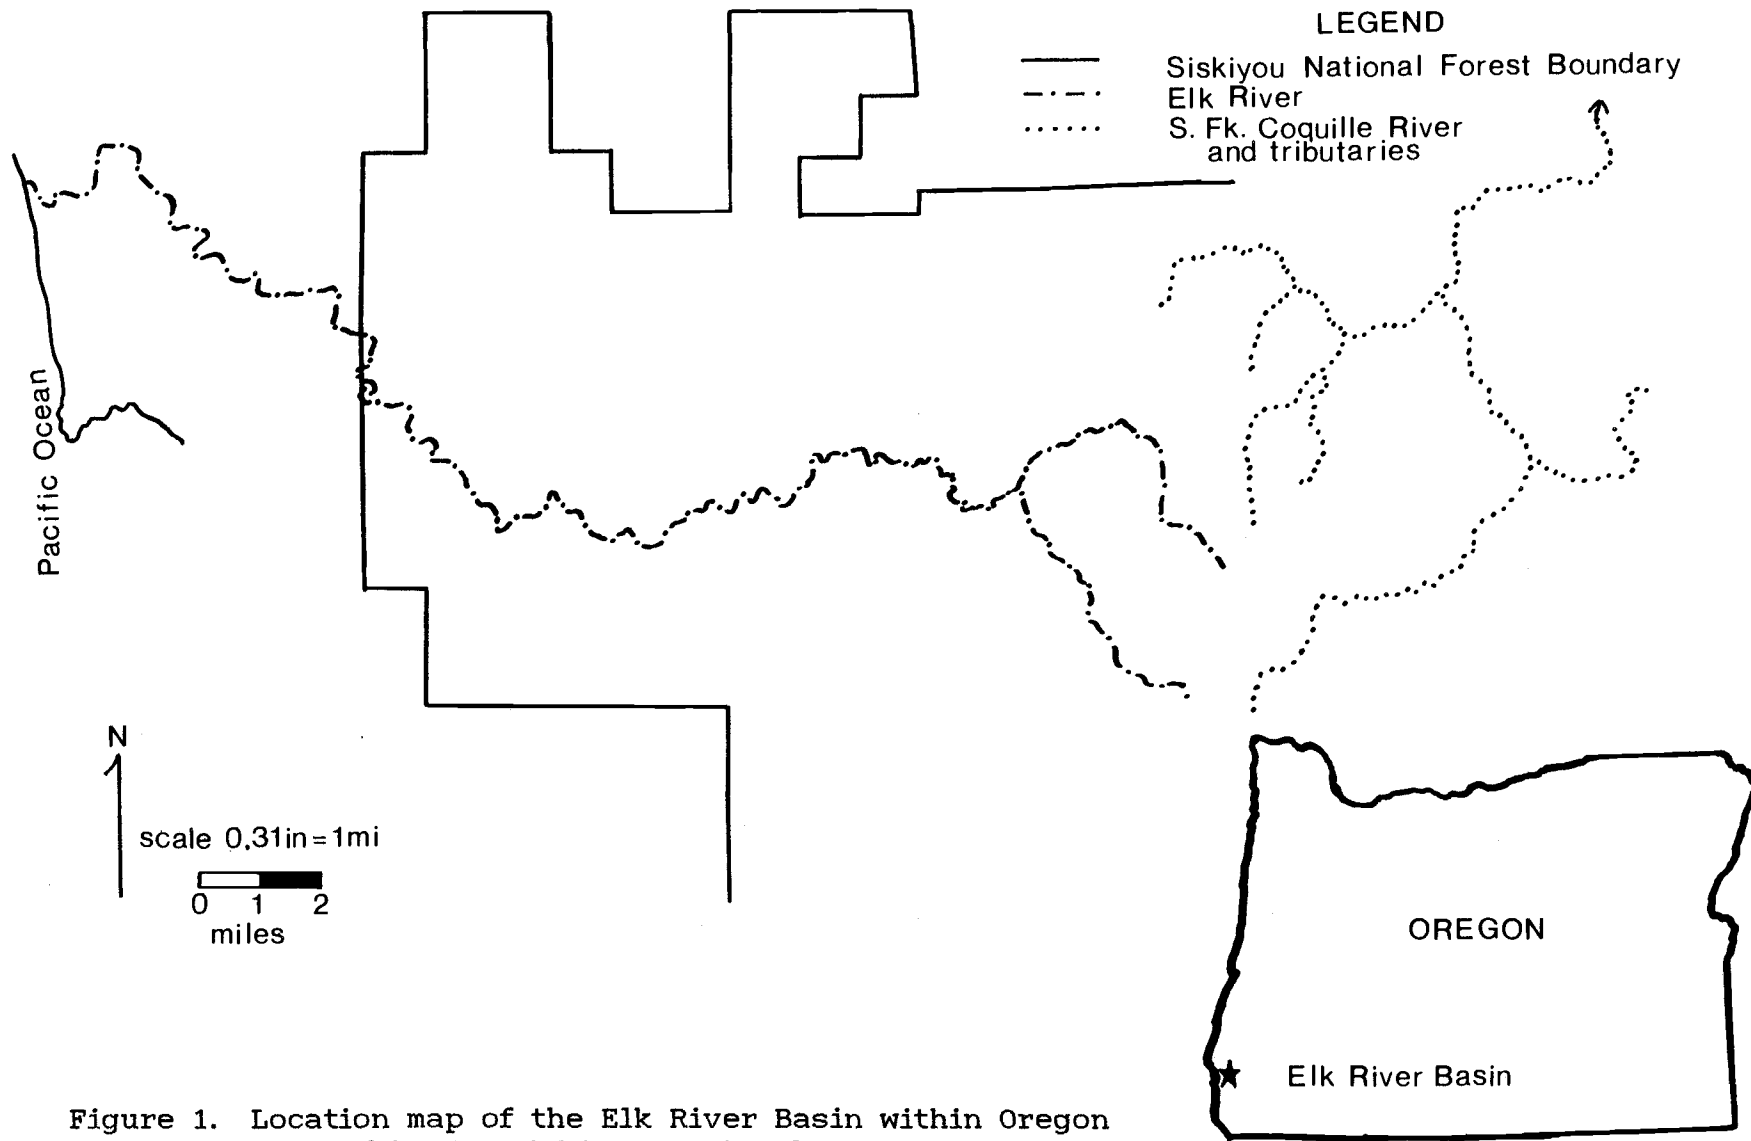 LEGEND
Siskiyou National Forest Boundary
Elk River
S. Fk. Coquille River
and tributaries
Pacific Ocean
N
scale 0.31in=1mi
0 1 2
miles
OREGON
Elk River Basin
Figure 1. Location map of the Elk River Basin within Oregon